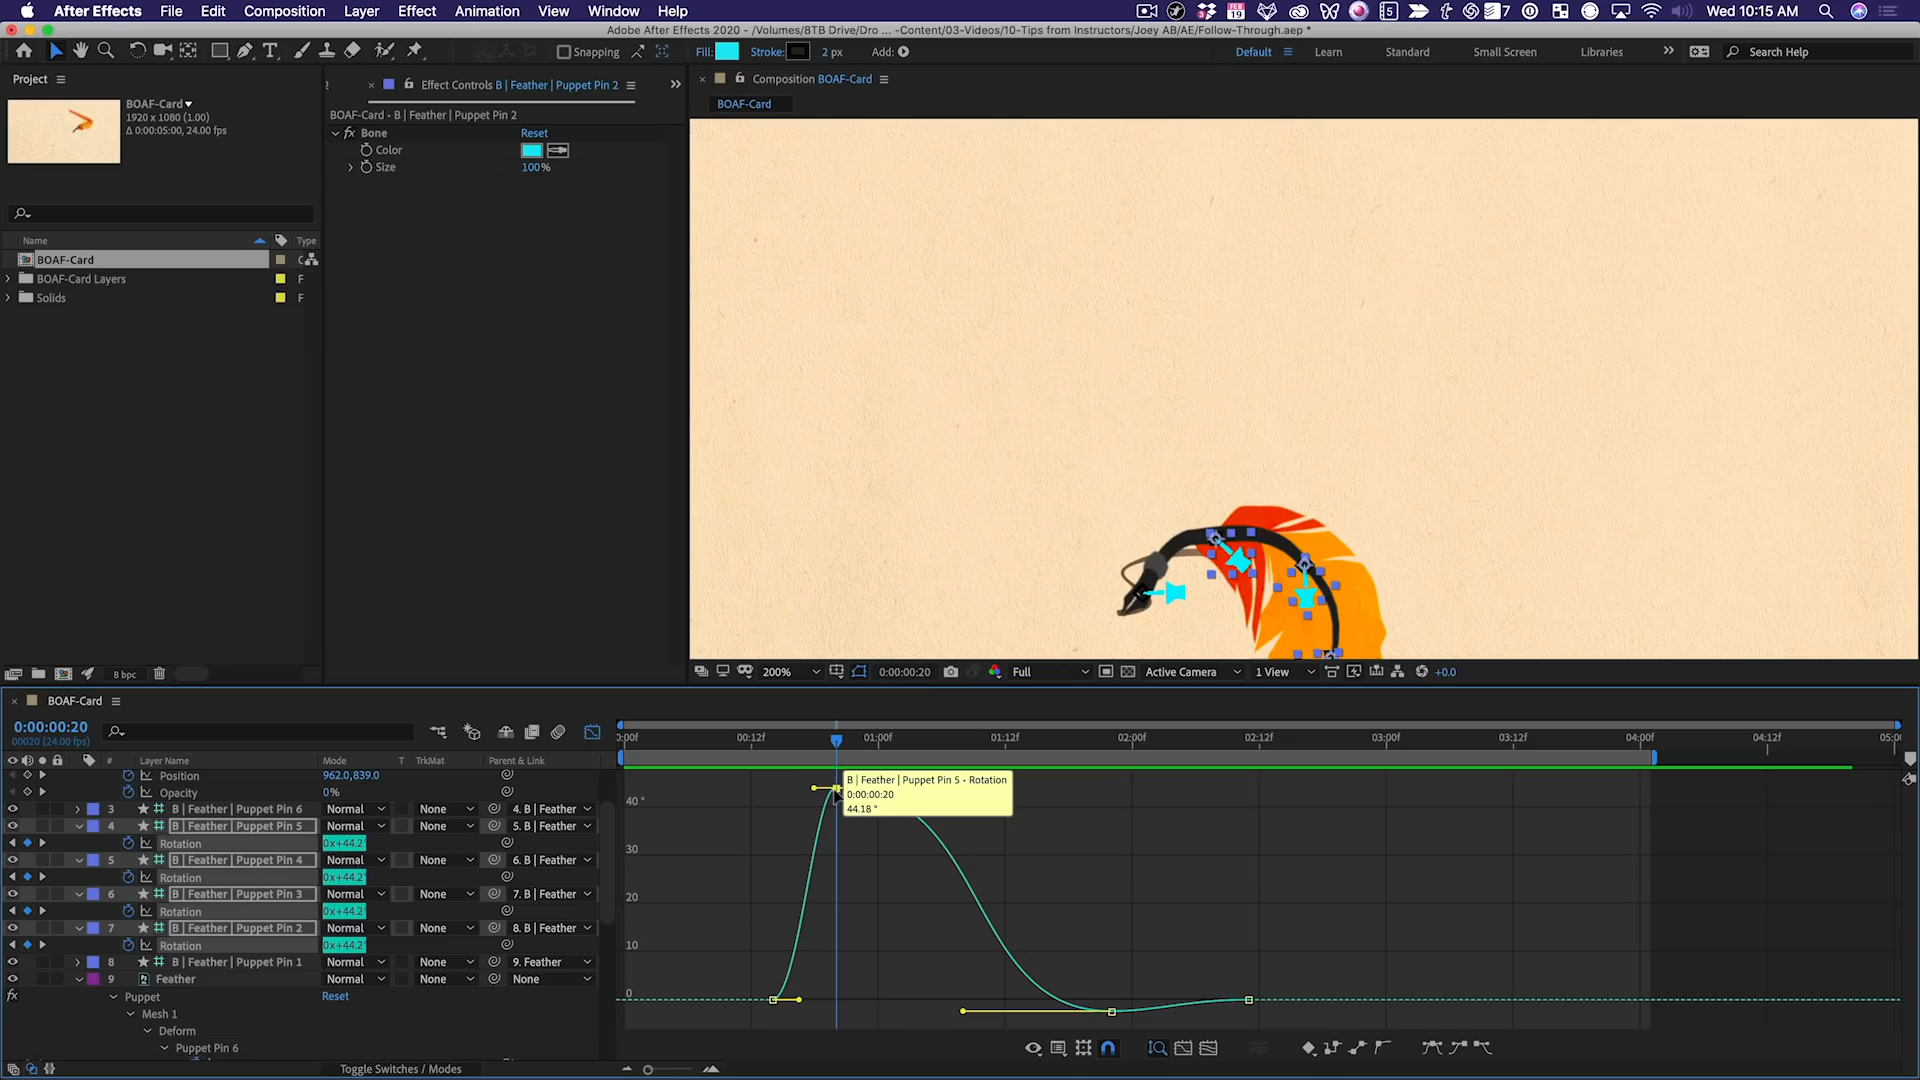 After Effects File Edit Composition Layer Effect Animation View Window Help
FEB 19 5 7 Wed 10:15 AM
Adobe After Effects 2020 - /Volumes/8TB Drive/Dro ... -Content/03-Videos/10-Tips from Instructors/Joey AB/AE/Follow-Through.aep *
Snapping Fill: Stroke: 2 px Add: Default Learn Standard Small Screen Libraries Search Help
Project
Effect Controls B | Feather | Puppet Pin 2
Composition BOAF-Card
BOAF-Card
1920 x 1080 (1.00)
Δ 0:00:05:00, 24.00 fps
BOAF-Card • B | Feather | Puppet Pin 2
fx Bone Reset
Color
Size 100%
BOAF-Card
Name Type
BOAF-Card
BOAF-Card Layers F
Solids F
8 bpc
200% 0:00:00:20 Full Active Camera 1 View +0.0
BOAF-Card
0:00:00:20
00020 (24.00 fps)
# Layer Name Mode T TrkMat Parent & Link
Position 962.0,839.0
Opacity 0%
3 B | Feather | Puppet Pin 6 Normal None 4. B | Feather
4 B | Feather | Puppet Pin 5 Normal None 5. B | Feather
Rotation 0x+44.2
5 B | Feather | Puppet Pin 4 Normal None 6. B | Feather
Rotation 0x+44.2
6 B | Feather | Puppet Pin 3 Normal None 7. B | Feather
Rotation 0x+44.2
7 B | Feather | Puppet Pin 2 Normal None 8. B | Feather
Rotation 0x+44.2
8 B | Feather | Puppet Pin 1 Normal None 9. Feather
9 Feather Normal None None
fx Puppet Reset
Mesh 1
Deform
Puppet Pin 6
Toggle Switches / Modes
:00f 00:12f 01:00f 01:12f 02:00f 02:12f 03:00f 03:12f 04:00f 04:12f 05:0
B | Feather | Puppet Pin 5 • Rotation
0:00:00:20
44.18 °
40 °
30
20
10
0